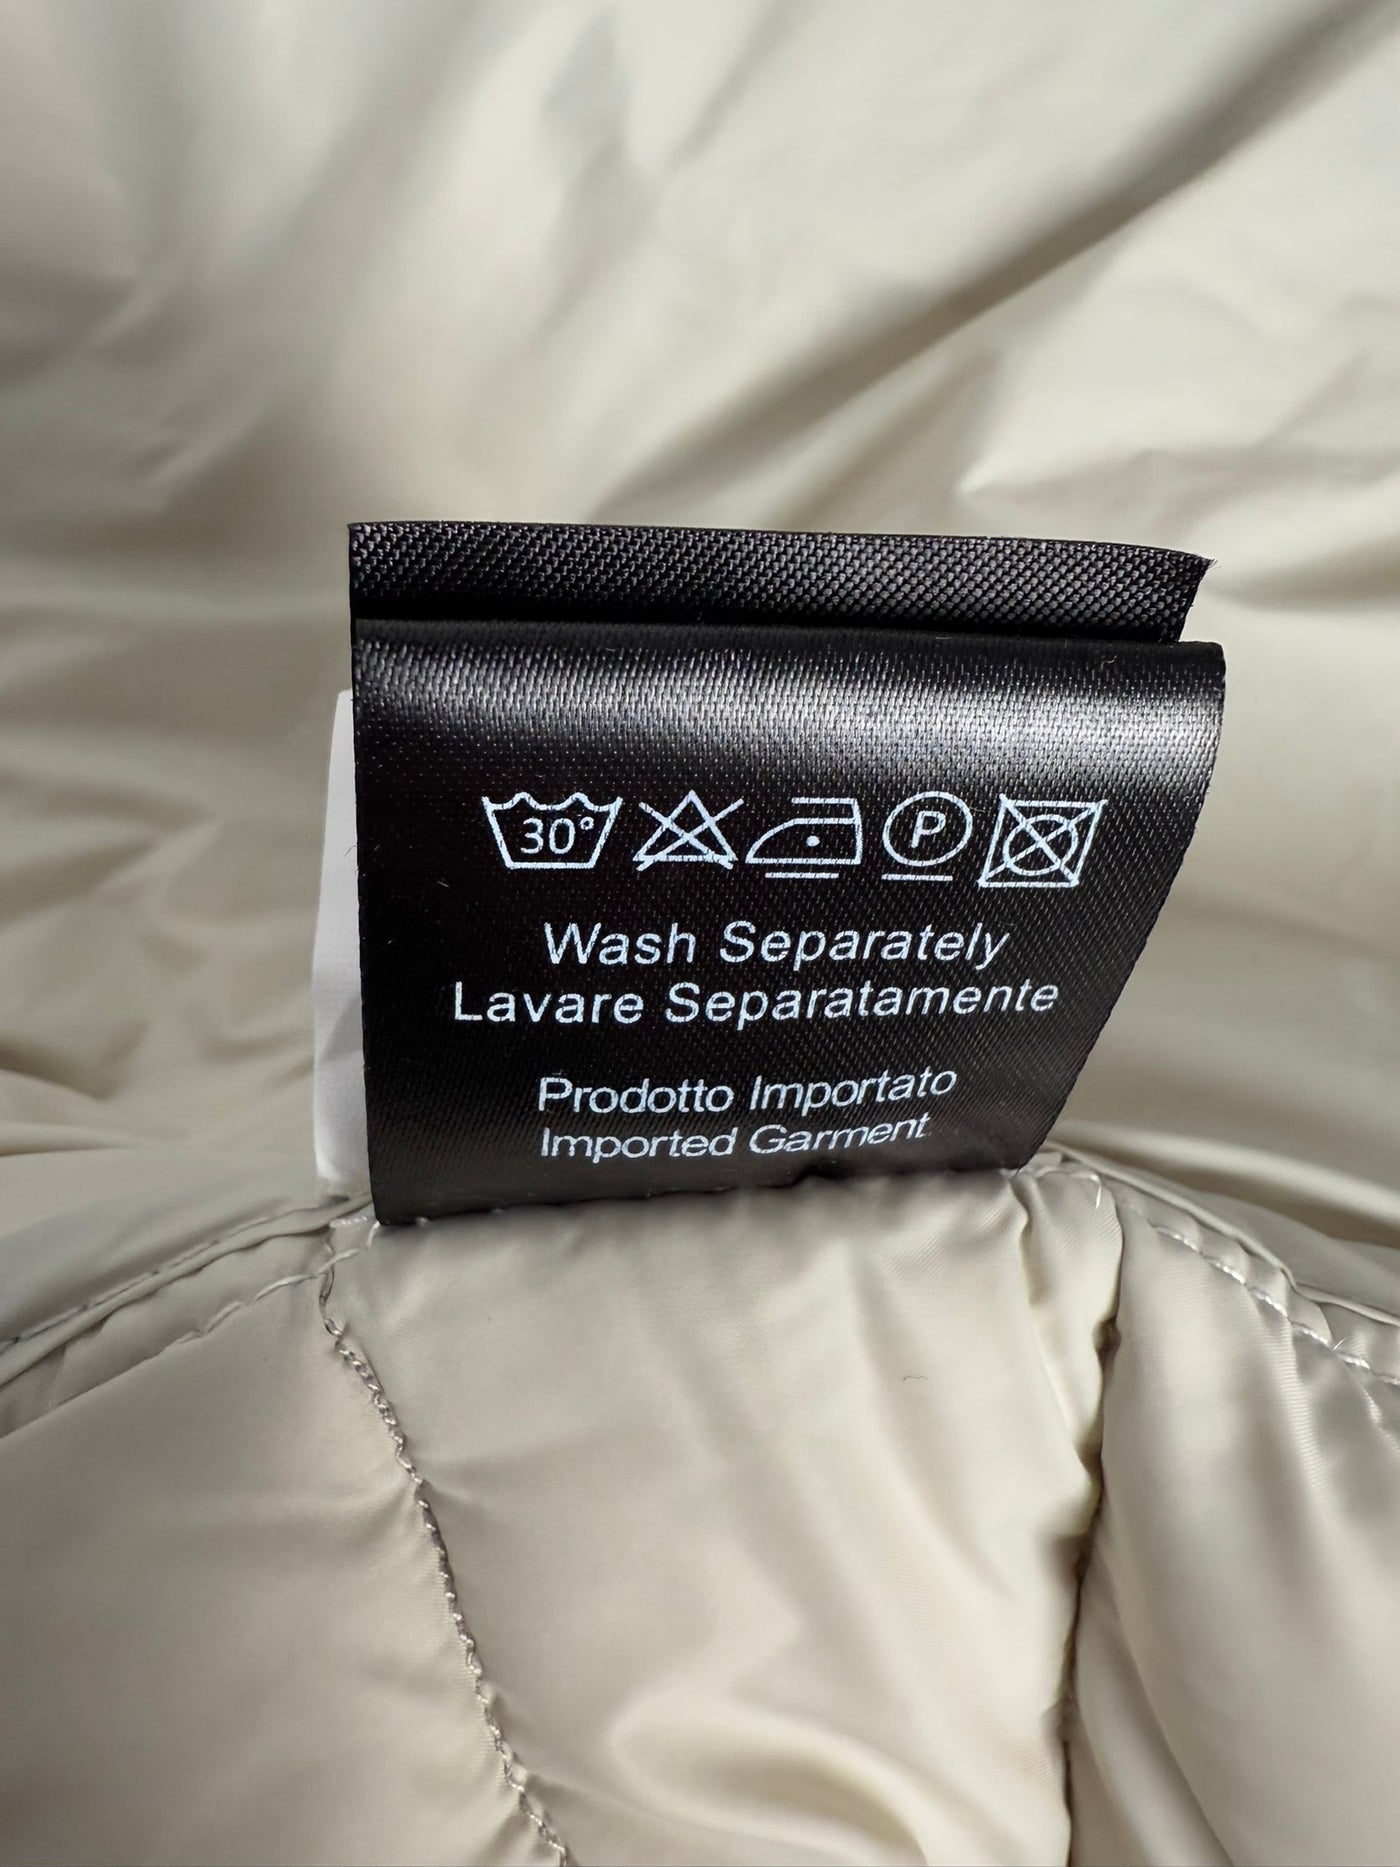 30°
P
Wash Separately
Lavare Separatamente
Prodotto Importato
Imported Garment